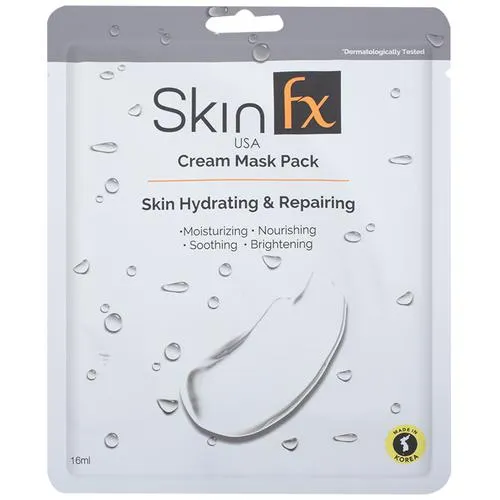 *Dermatologically Tested
Skin fx
USA
Cream Mask Pack
Skin Hydrating & Repairing
•Moisturizing • Nourishing
• Soothing • Brightening
MADE IN
KOREA
16ml